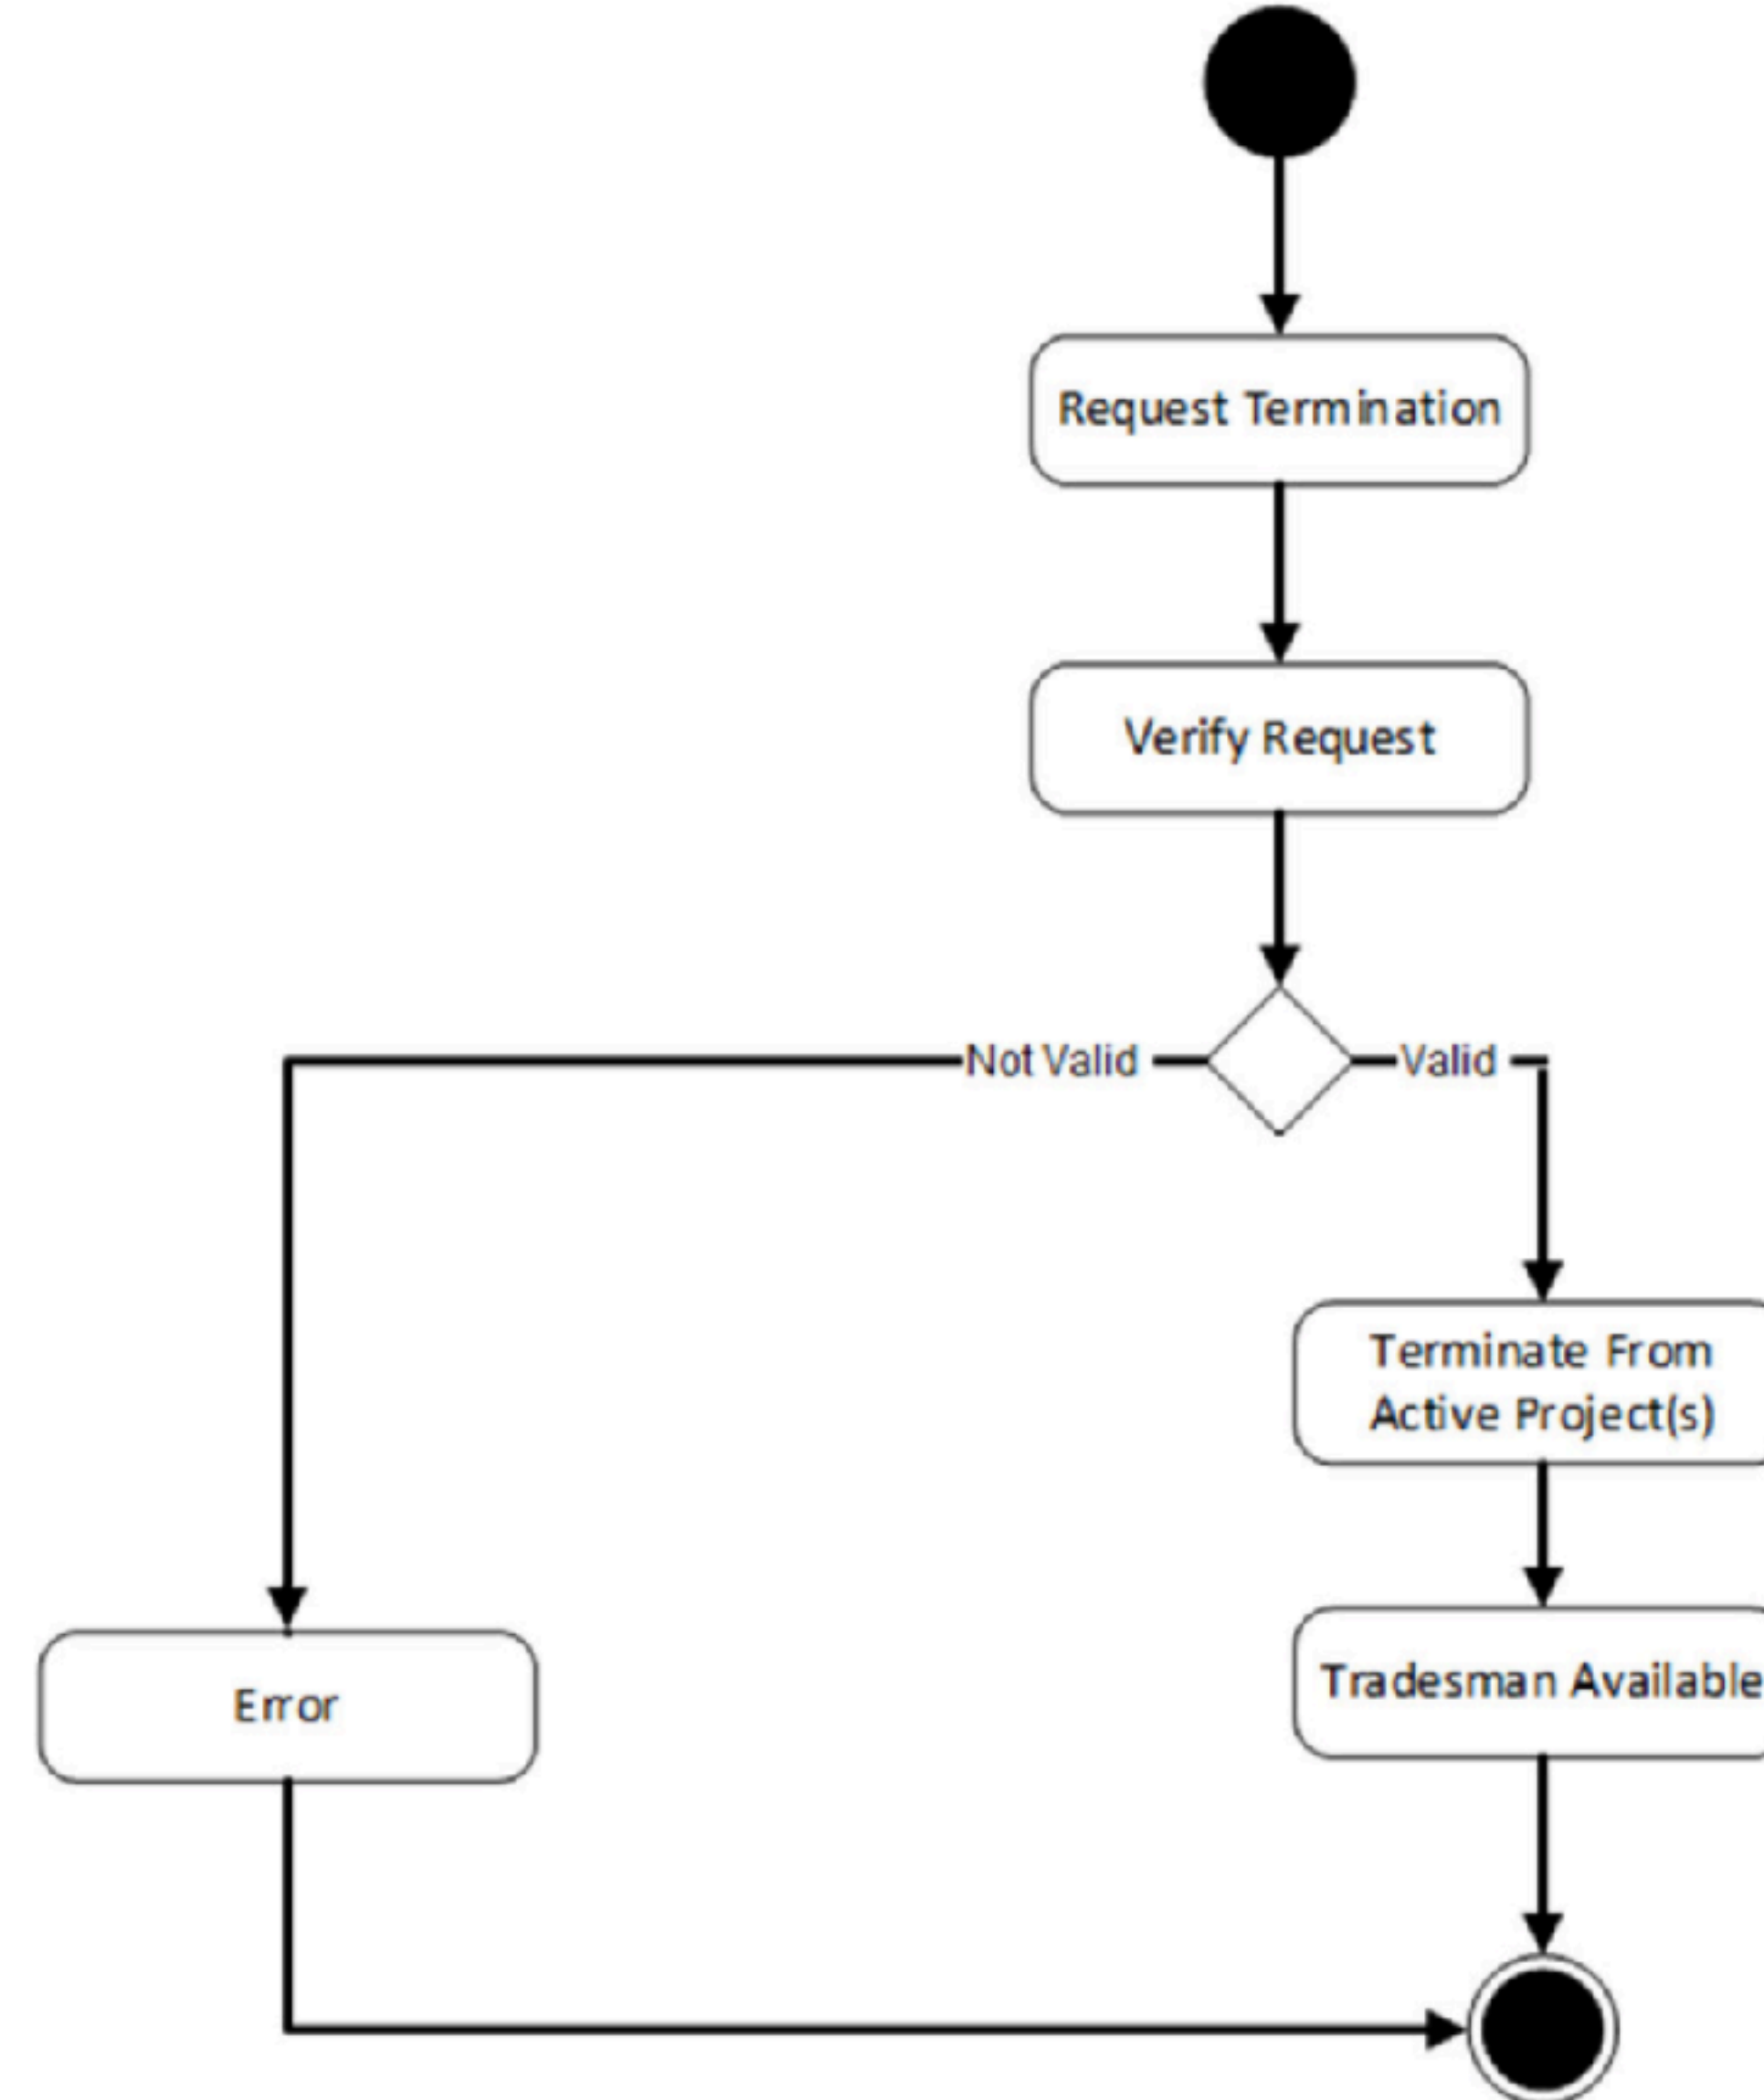 Request Termination
Verify Request
Not Valid
Valid
Terminate From
Active Project(s)
Tradesman Available
Error